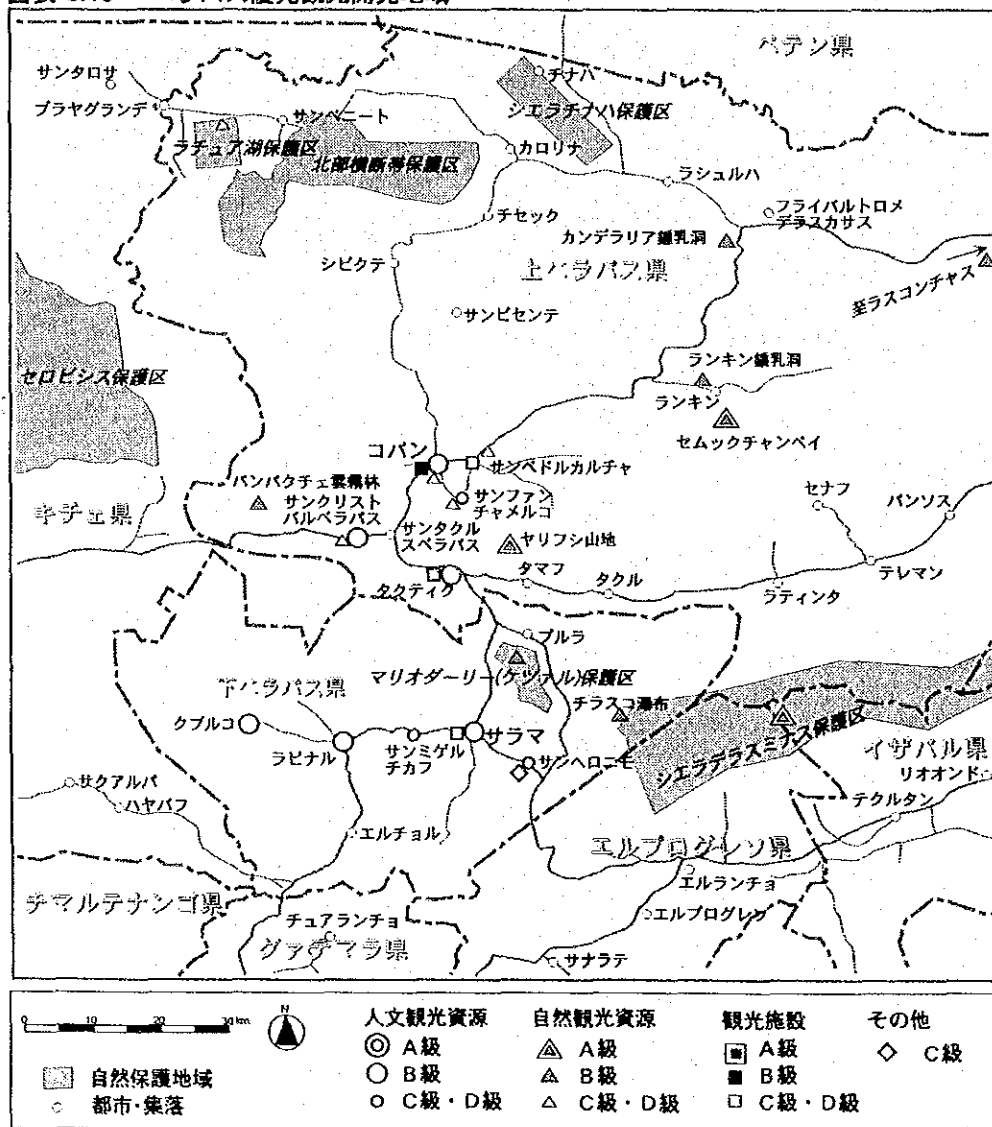 ペテン県
サンタロサ
プラヤグランデ
サンベニート
ラチュア湖保護区
北部横断帯保護区
チナハ
シエラチナハ保護区
カロリナ
ラシュルハ
フライバルトロメ
デラスカサス
チセック
カンデラリア鍾乳洞
シビクテ
上ベラパス県
サンビセンテ
至ラスコンチャス
セロビシス保護区
ランキン鍾乳洞
ランキン
セムックチャンペイ
コバン
サンペドルカルチャ
バンパクチェ雲霧林
サンクリスト
バルベラパス
サンファン
チャメルコ
キチェ県
サンタクル
スベラパス
ヤリフシ山地
セナフ
パンソス
タクティク
タマフ
タクル
ラティンタ
テレマン
プルラ
マリオダーリー(ケツァル)保護区
下ベラパス県
チラスコ瀑布
クブルコ
ラビナル
サンミゲル
チカフ
サラマ
サンヘロニモ
シエラデラスミナス保護区
イザバル県
リオオンド
サクアルパ
ハヤバフ
エルチョル
テクルタン
エルプログレソ県
エルランチョ
チマルテナンゴ県
チュアランチョ
グァテマラ県
エルプログレソ
サナラテ
0 10 20 30km
N
自然保護地域
都市・集落
人文観光資源
A級
B級
C級・D級
自然観光資源
A級
B級
C級・D級
観光施設
A級
B級
C級・D級
その他
C級